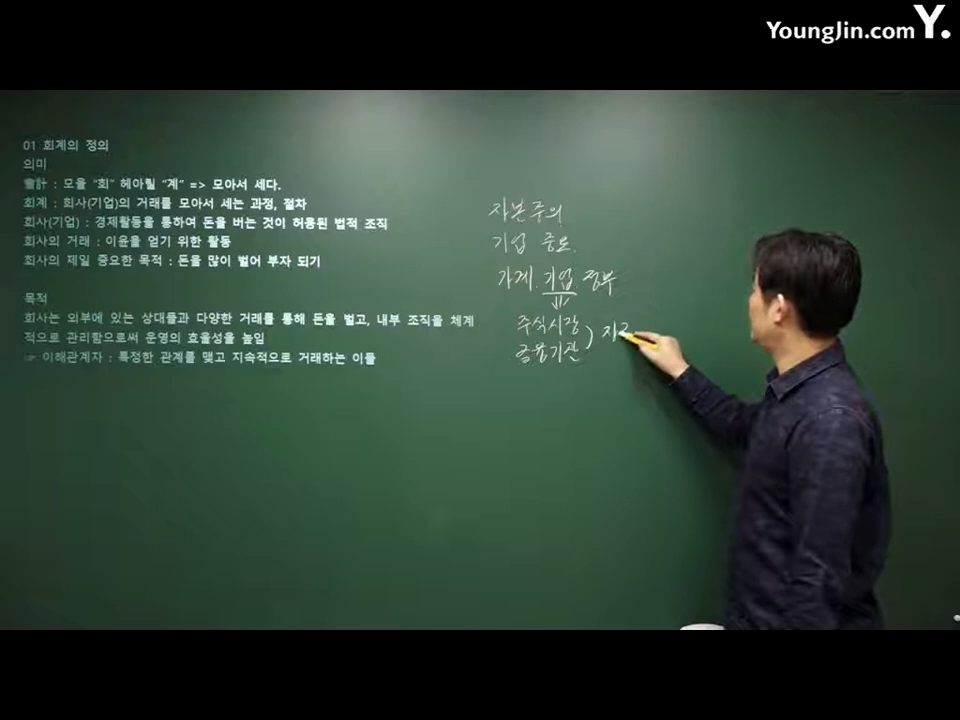 YoungJin.com Y.
01 회계의 정의
의미
會計 : 모을 "회" 헤아릴 "계" => 모아서 세다.
회계 : 회사(기업)의 거래를 모아서 세는 과정, 절차
회사(기업) : 경제활동을 통하여 돈을 버는 것이 허용된 법적 조직
회사의 거래 : 이윤을 얻기 위한 활동
회사의 제일 중요한 목적 : 돈을 많이 벌어 부자 되기
목적
회사는 외부에 있는 상대들과 다양한 거래를 통해 돈을 벌고, 내부 조직을 체계
적으로 관리함으로써 운영의 효율성을 높임
☞ 이해관계자 : 특정한 관계를 맺고 지속적으로 거래하는 이들
자본주의
기업 중요.
가계. 기업. 정부
주식시장
금융기관